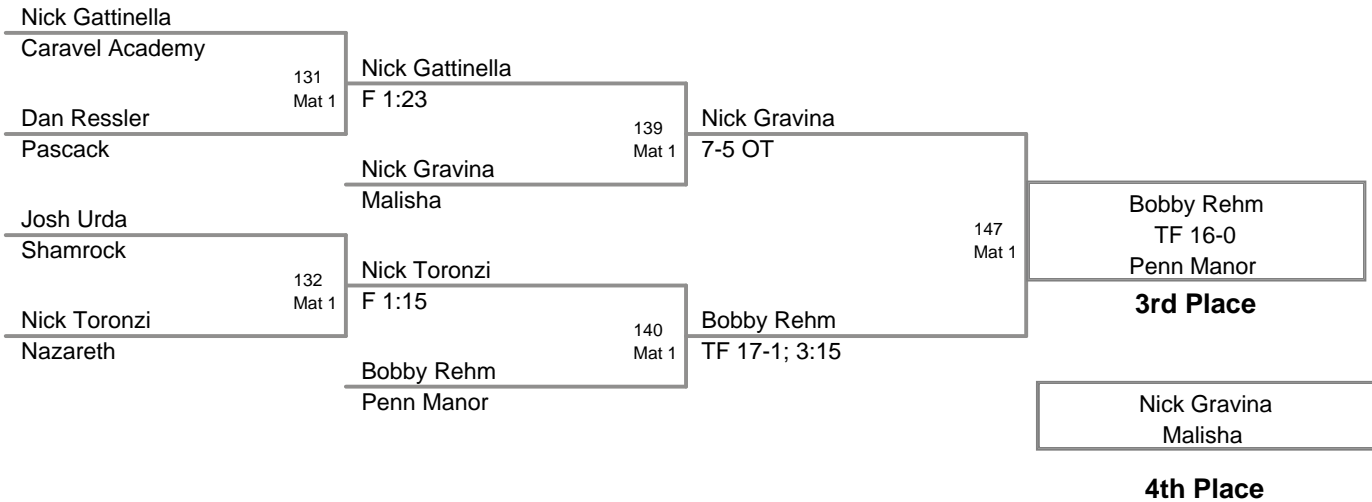 Nick Gattinella
Caravel Academy
131
Mat 1
Nick Gattinella
F 1:23
Dan Ressler
Pascack
139
Mat 1
Nick Gravina
7-5 OT
Nick Gravina
Malisha
Josh Urda
Shamrock
147
Mat 1
Bobby Rehm
TF 16-0
Penn Manor
3rd Place
132
Mat 1
Nick Toronzi
F 1:15
Nick Toronzi
Nazareth
140
Mat 1
Bobby Rehm
TF 17-1; 3:15
Bobby Rehm
Penn Manor
Nick Gravina
Malisha
4th Place